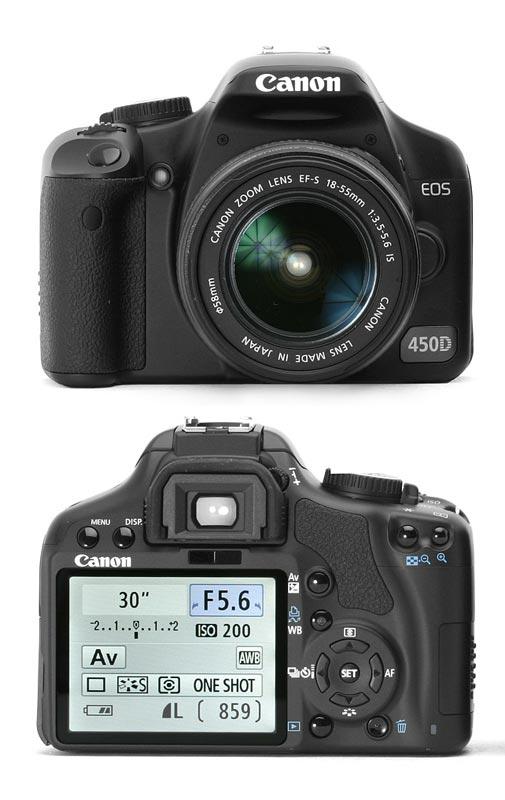 Canon
CANON ZOOM LENS EF-S 18-55mm 1:3.5-5.6 IS
EOS
Φ58mm
CANON LENS MADE IN JAPAN
450D
MENU DISP.
Canon
Av
WB
30" F5.6
-2..1..0..1..+2 ISO 200
Av AWB
S ONE SHOT
L [ 859]
SET AF